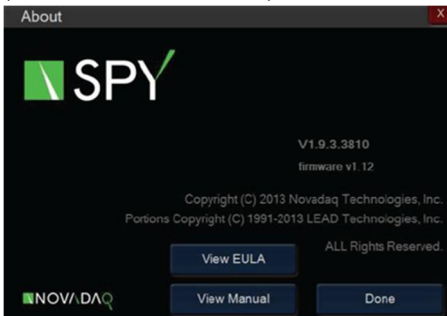 About
X
SPY
V1.9.3.3810
firmware v1.12
Copyright (C) 2013 Novadaq Technologies, Inc.
Portions Copyright (C) 1991-2013 LEAD Technologies, Inc.
ALL Rights Reserved.
View EULA
NOVADAQ
View Manual
Done